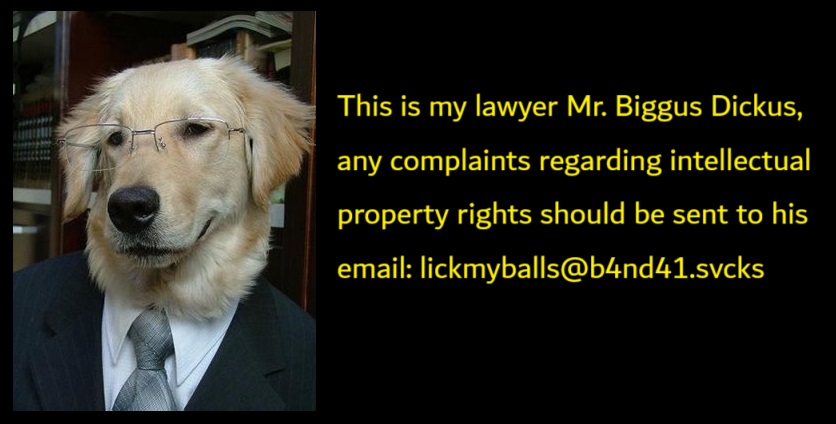 This is my lawyer Mr. Biggus Dickus,
any complaints regarding intellectual
property rights should be sent to his
email: lickmyballs@b4nd41.svcks